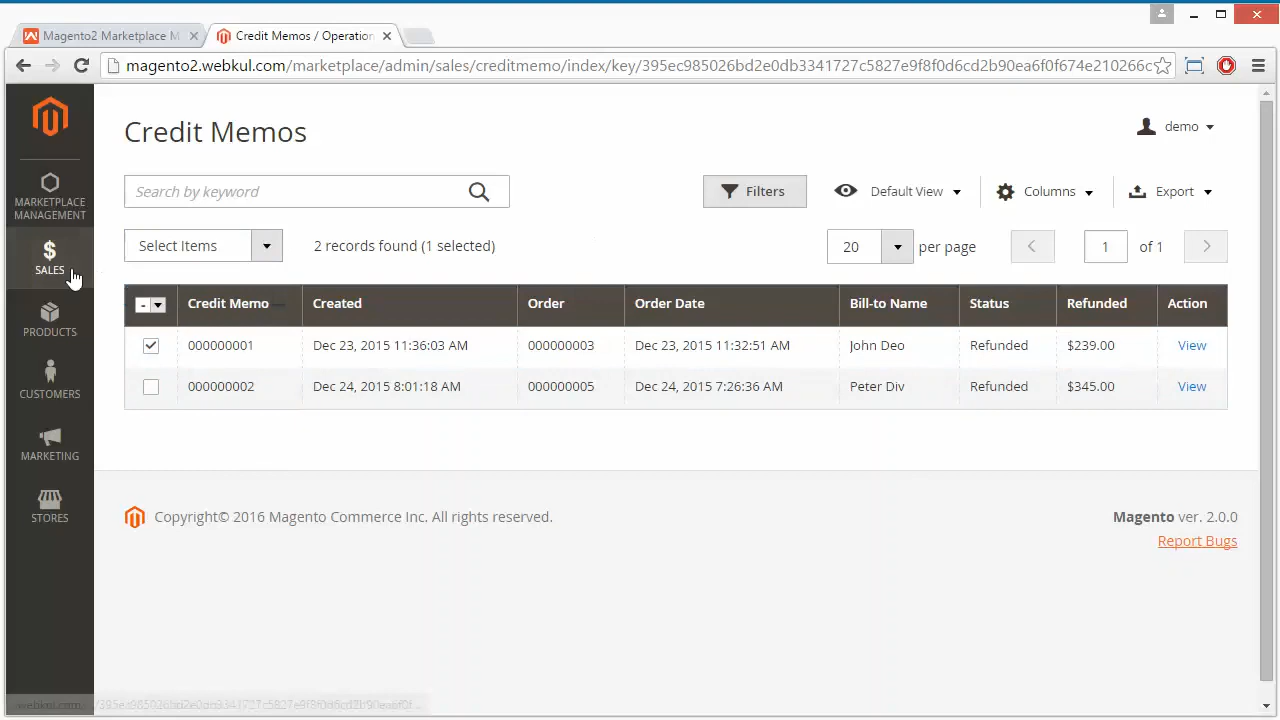 Magento2 Marketplace M
Credit Memos / Operation
magento2.webkul.com/marketplace/admin/sales/creditmemo/index/key/395ec985026bd2e0db3341727c5827e9f8f0d6cd2b90ea6f0f674e210266c
Credit Memos
demo
MARKETPLACE
MANAGEMENT
SALES
PRODUCTS
CUSTOMERS
MARKETING
STORES
Search by keyword
Filters
Default View
Columns
Export
Select Items
2 records found (1 selected)
20
per page
1
of 1
- Credit Memo Created Order Order Date Bill-to Name Status Refunded Action
000000001 Dec 23, 2015 11:36:03 AM 000000003 Dec 23, 2015 11:32:51 AM John Deo Refunded $239.00 View
000000002 Dec 24, 2015 8:01:18 AM 000000005 Dec 24, 2015 7:26:36 AM Peter Div Refunded $345.00 View
Copyright© 2016 Magento Commerce Inc. All rights reserved.
Magento ver. 2.0.0
Report Bugs